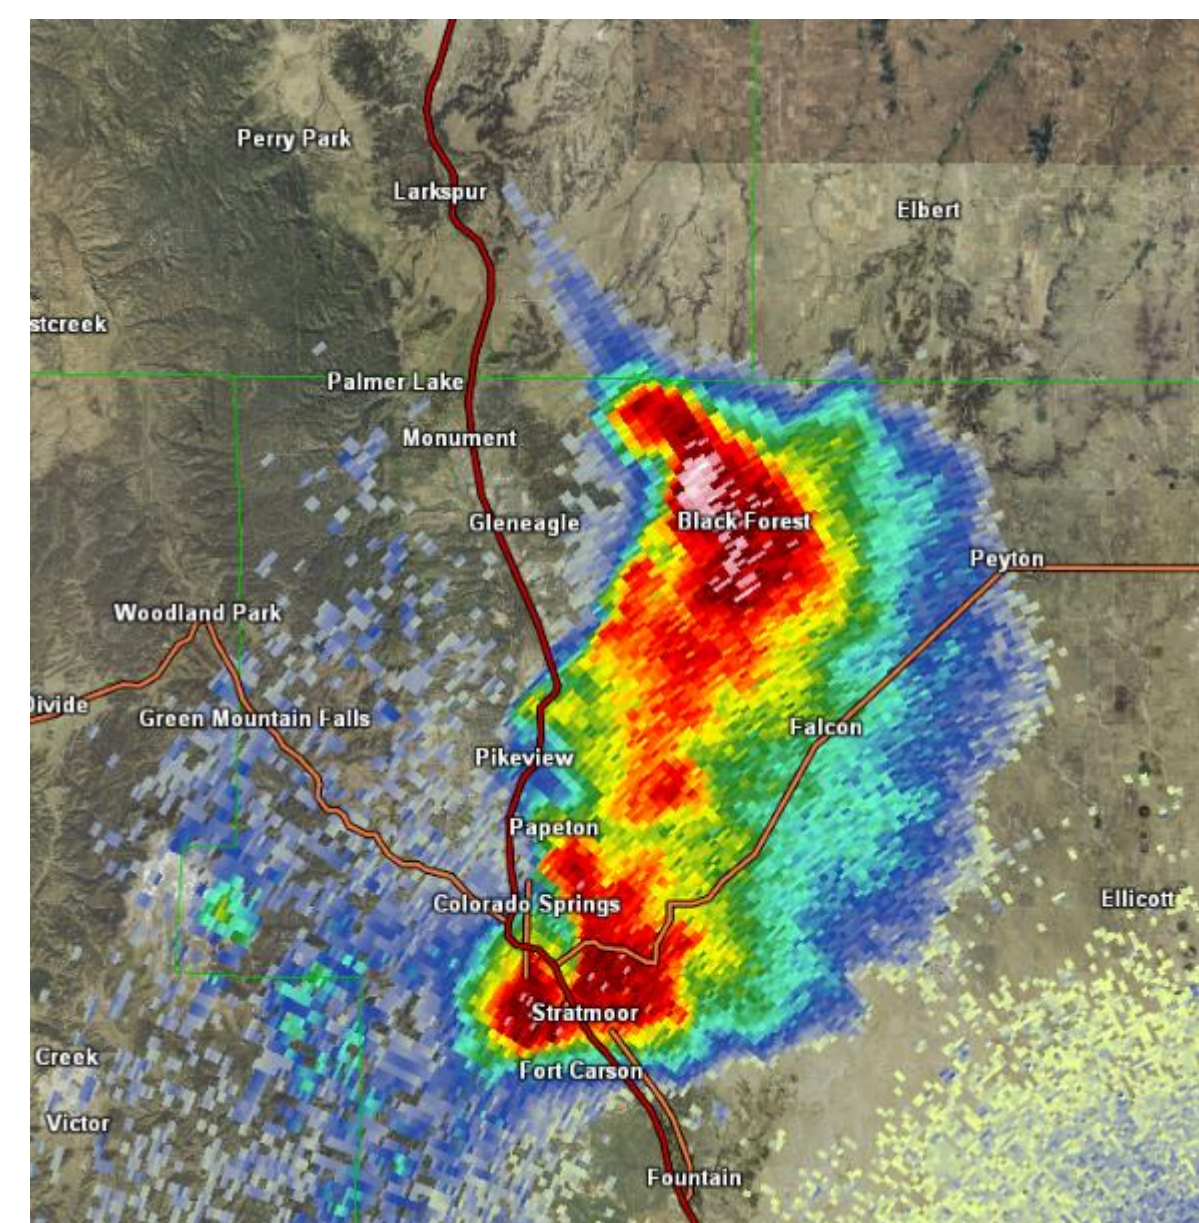 Perry Park
Larkspur
Elbert
stcreek
Palmer Lake
Monument
Gleneagle
Black Forest
Peyton
Woodland Park
Divide
Green Mountain Falls
Falcon
Pikeview
Papeton
Colorado Springs
Ellicott
Stratmoor
Creek
Fort Carson
Victor
Fountain